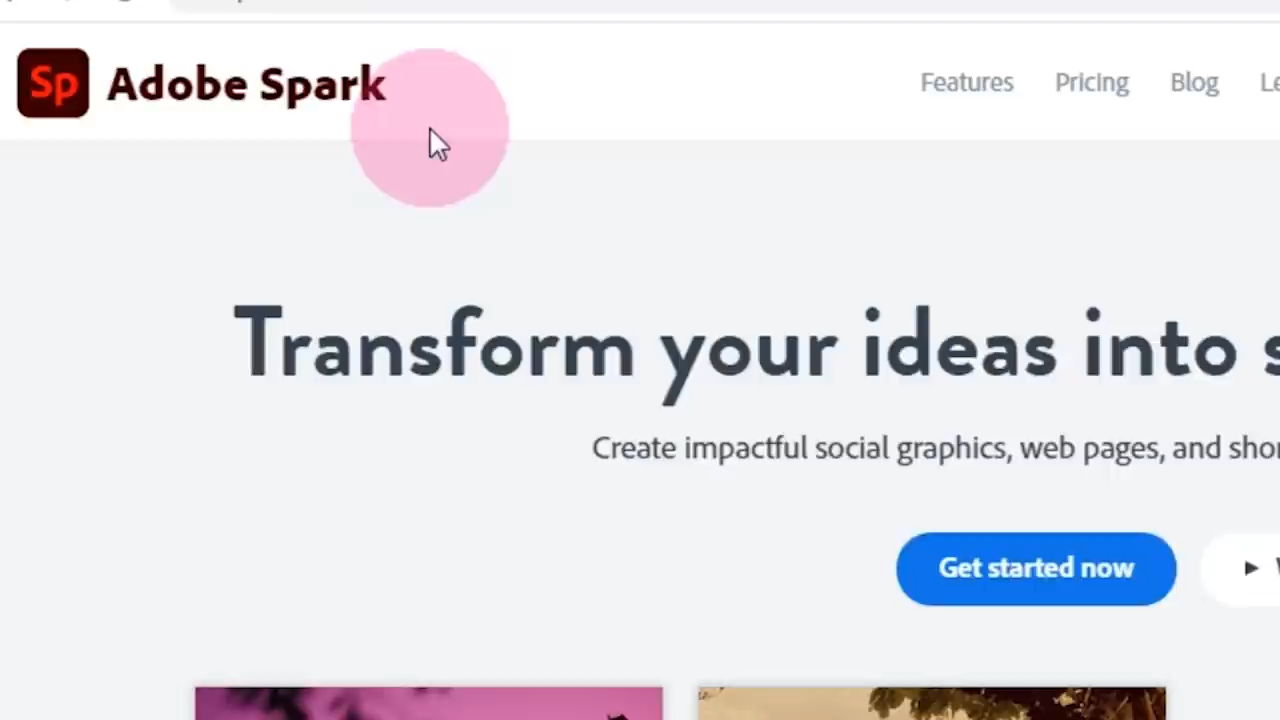 Sp Adobe Spark Features Pricing Blog
Transform your ideas into
Create impactful social graphics, web pages, and
Get started now